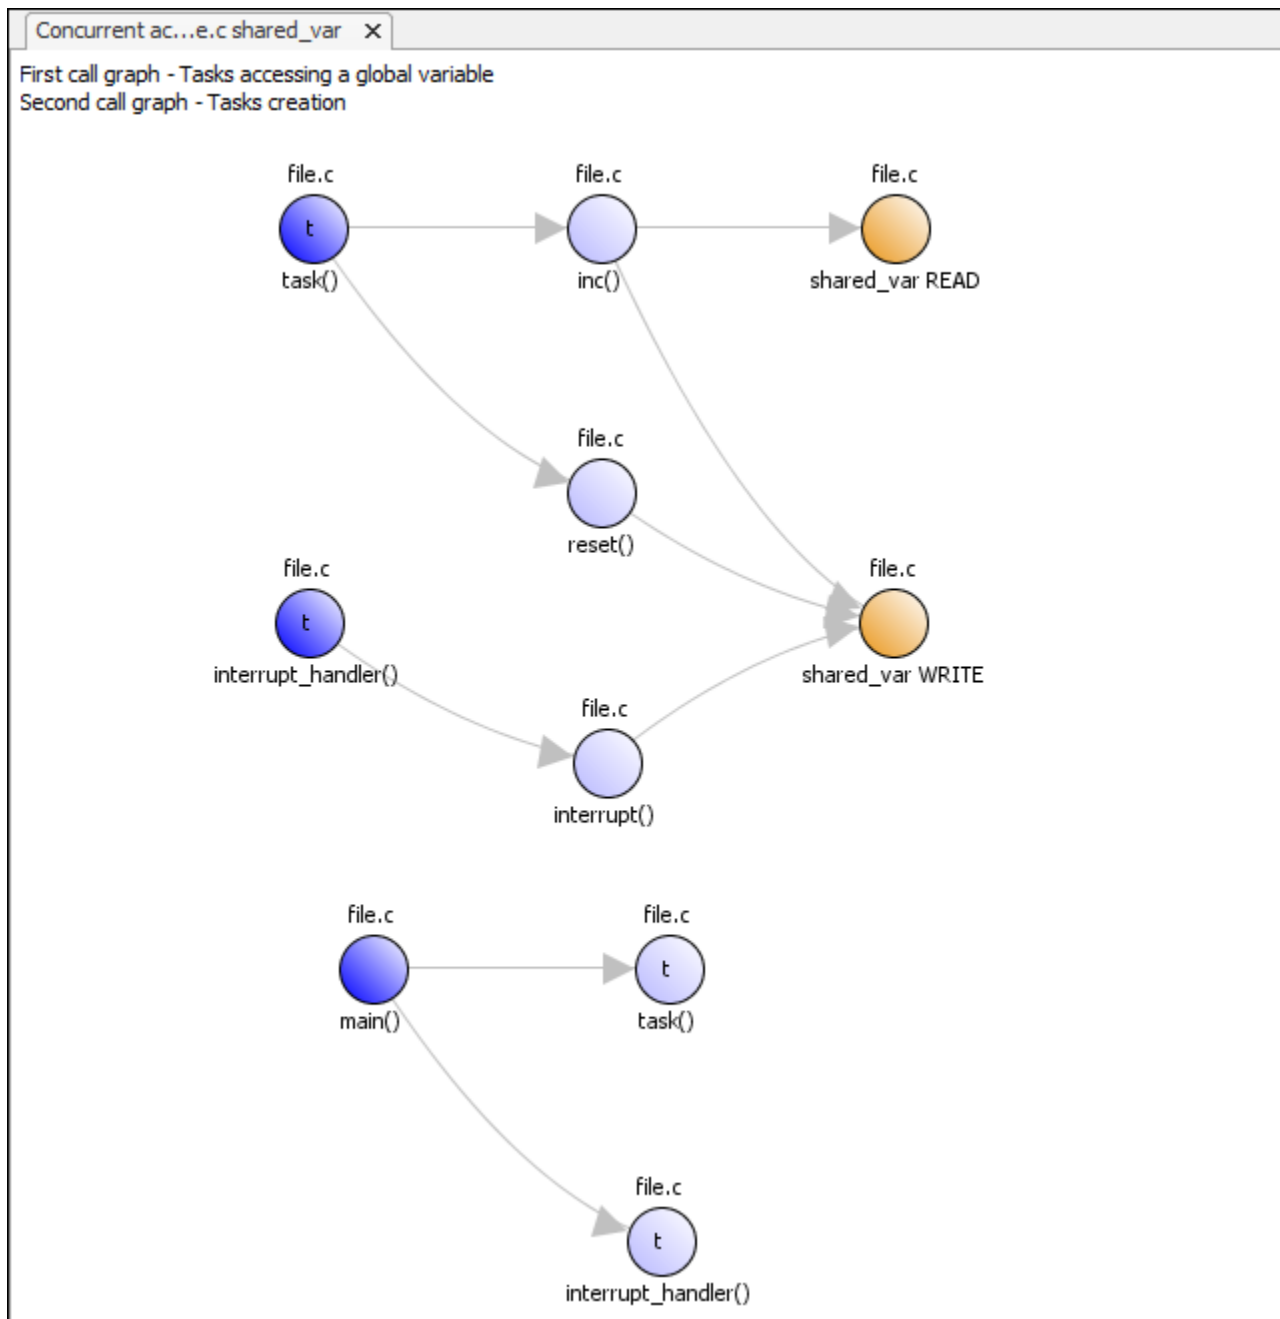 Concurrent ac...e.c shared_var X
First call graph - Tasks accessing a global variable
Second call graph - Tasks creation
file.c
file.c
file.c
t
task()
inc()
shared_var READ
file.c
reset()
file.c
file.c
t
interrupt_handler()
shared_var WRITE
file.c
interrupt()
file.c
file.c
t
main()
task()
file.c
t
interrupt_handler()